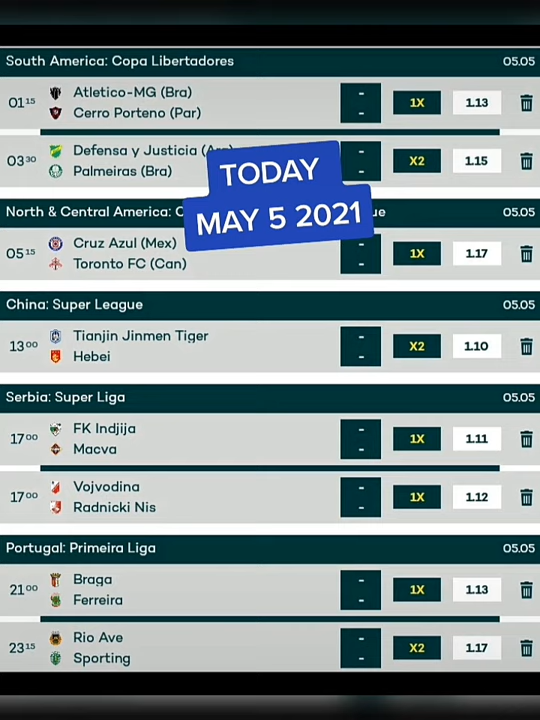 South America: Copa Libertadores 05.05
01 15 Atletico-MG (Bra) - 1X 1.13
Cerro Porteno (Par) -
03 30 Defensa y Justicia - X2 1.15
Palmeiras (Bra) -
TODAY
MAY 5 2021
North & Central America: 05.05
05 15 Cruz Azul (Mex) - 1X 1.17
Toronto FC (Can) -
China: Super League 05.05
13 00 Tianjin Jinmen Tiger - X2 1.10
Hebei -
Serbia: Super Liga 05.05
17 00 FK Indjija - 1X 1.11
Macva -
17 00 Vojvodina - 1X 1.12
Radnicki Nis -
Portugal: Primeira Liga 05.05
21 00 Braga - 1X 1.13
Ferreira -
23 15 Rio Ave - X2 1.17
Sporting -